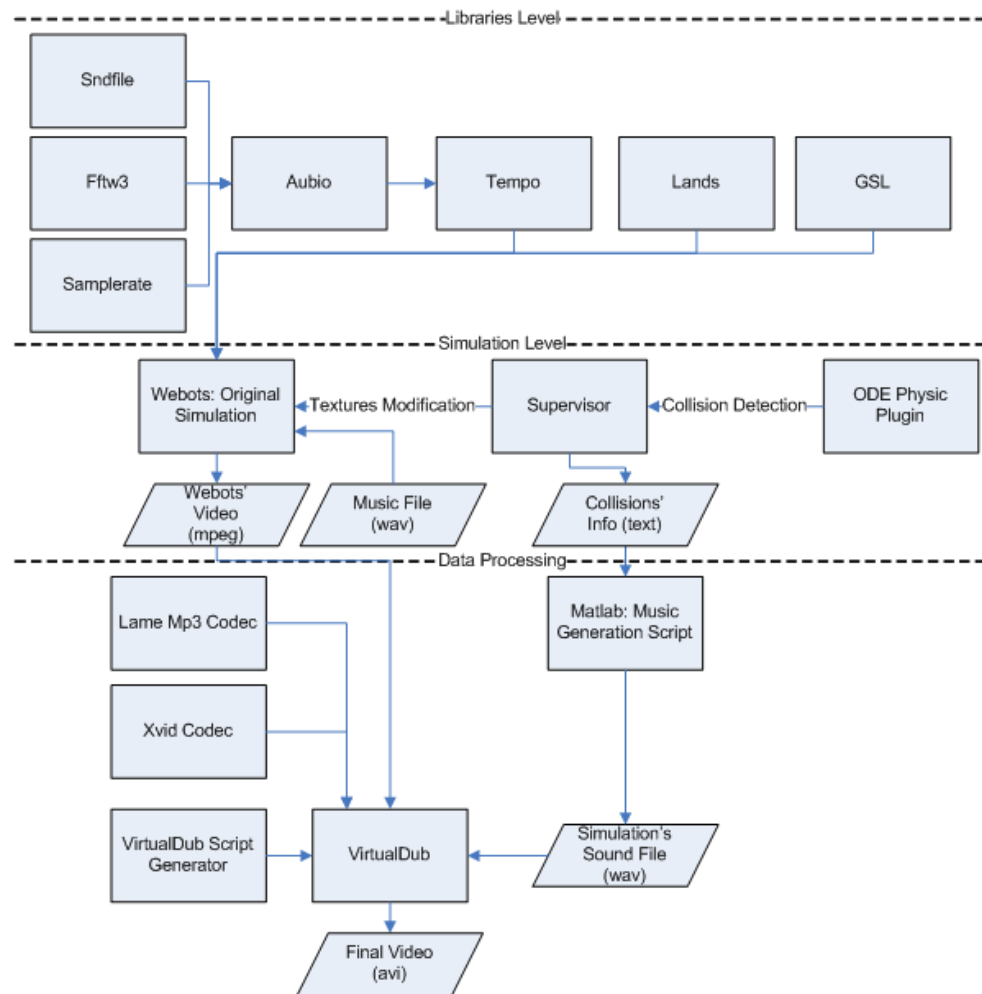 Libraries Level
Sndfile
Fftw3
Aubio
Tempo
Lands
GSL
Samplerate
Simulation Level
Webots: Original
Simulation
Textures Modification
Supervisor
Collision Detection
ODE Physic
Plugin
Webots'
Video
(mpeg)
Music File
(wav)
Collisions'
Info (text)
Data Processing
Lame Mp3 Codec
Matlab: Music
Generation Script
Xvid Codec
VirtualDub Script
Generator
VirtualDub
Simulation's
Sound File
(wav)
Final Video
(avi)